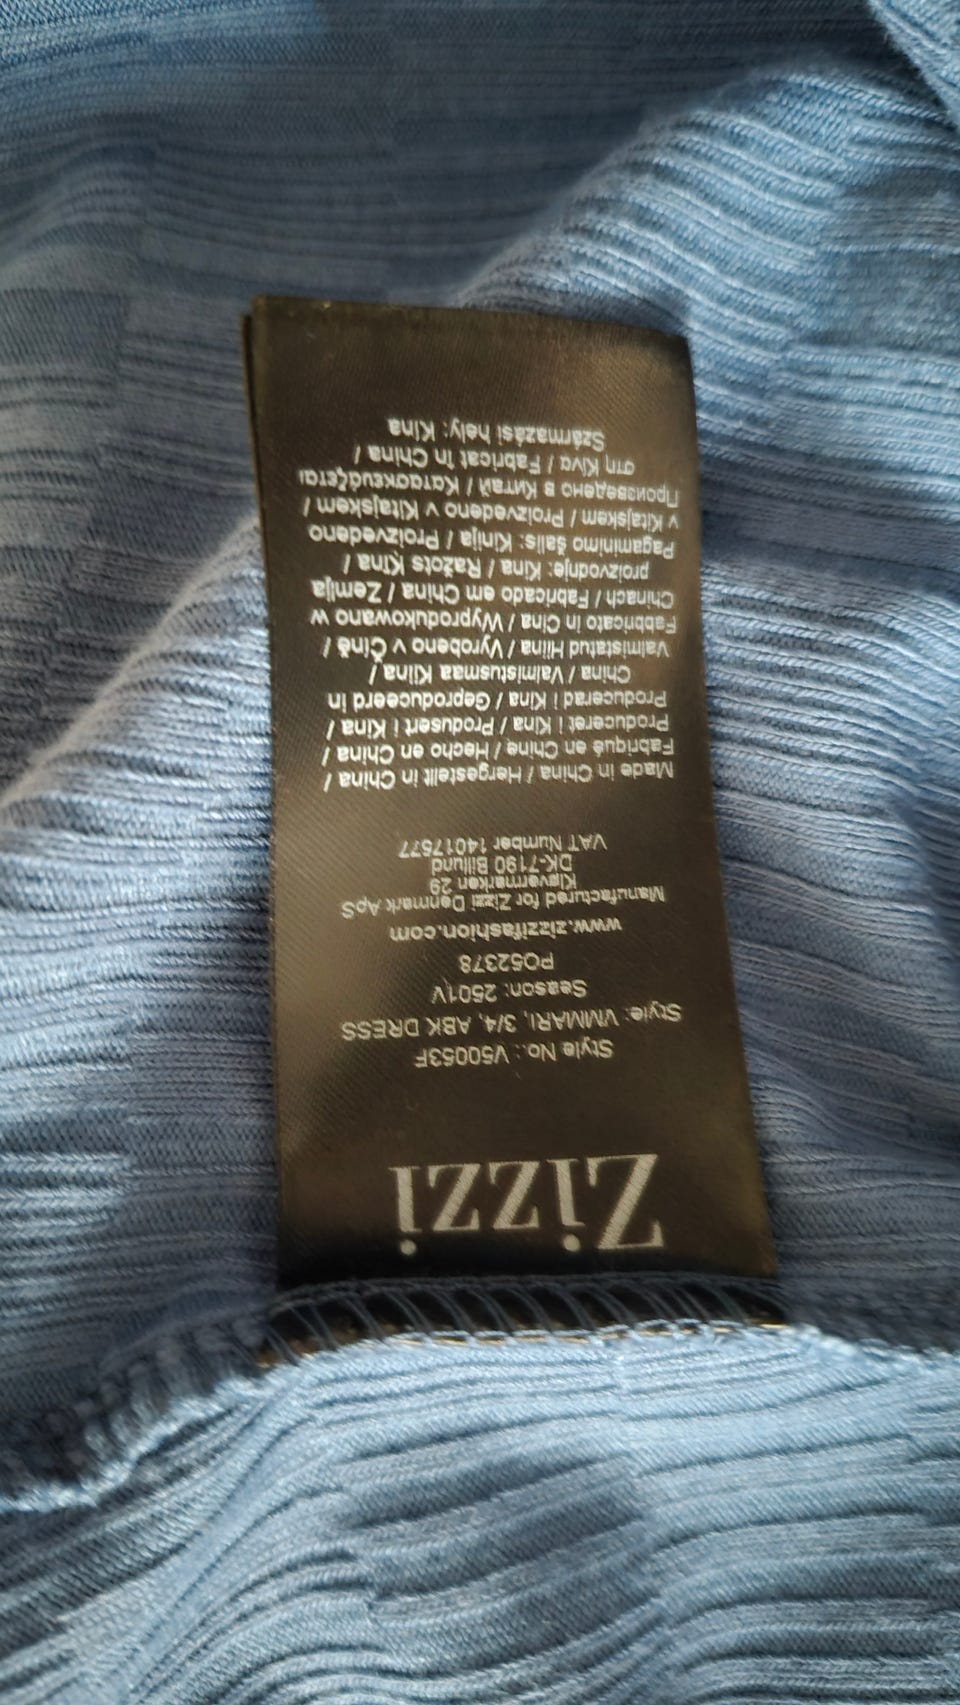 Zizzi
Style No.: V50053F
Style: VMMARI, 3/4, ABK DRESS
Season: 2501V
PO52378
www.zizzifashion.com
Manufactured for Zizzi Denmark ApS
Kløvermarken 29
DK-7190 Billund
VAT Number 14017577
Made in China / Hergestellt in China /
Fabriqué en Chine / Hecho en China /
Produceret i Kina / Produsert i Kina /
Producerad i Kina / Geproduceerd in
China / Valmistusmaa Kiina /
Valmistatud Hiina / Vyrobeno v Číně /
Fabbricato in Cina / Wyprodukowano w
Chinach / Fabricado em China / Zemlja
proizvodnje: Kina / Ražots Ķīna /
Pagaminimo šalis: Kinija / Proizvedeno
v Kitajskem / Proizvedeno v Kitajskem /
Произведено в Китай / Κατασκευάζεται
στη Κίνα / Fabricat în China /
Származási hely: Kína